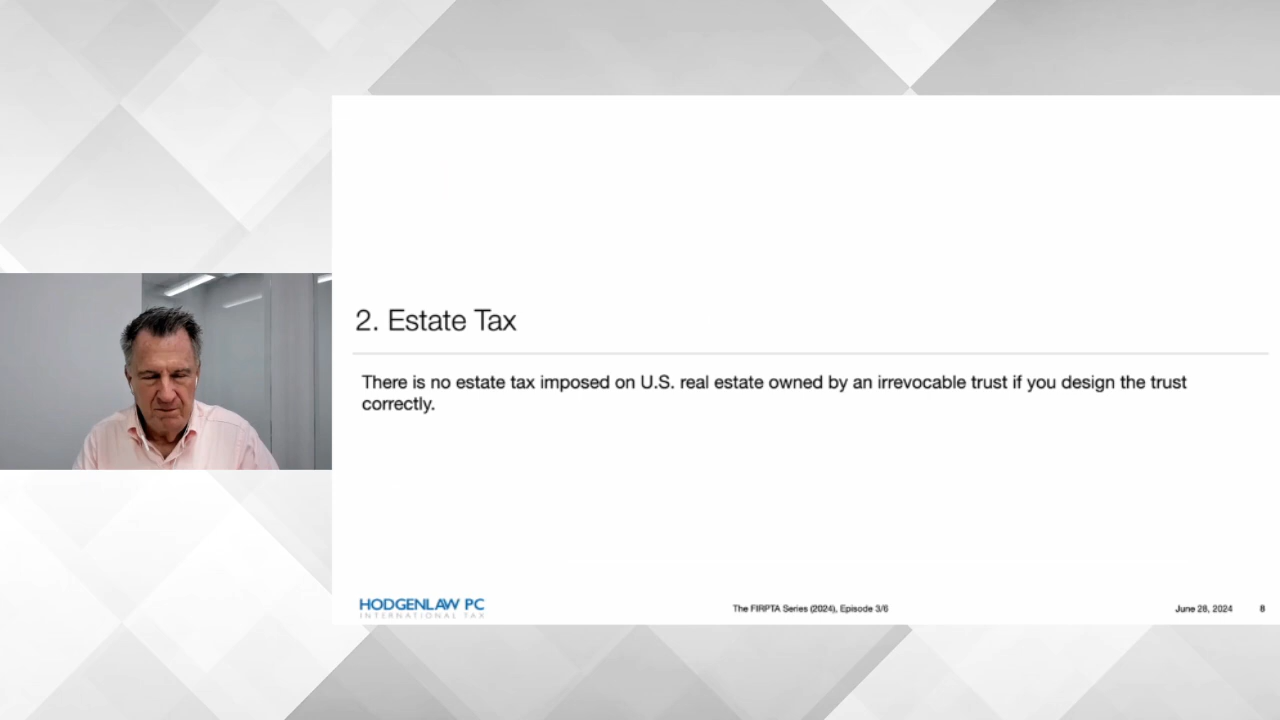 2. Estate Tax
There is no estate tax imposed on U.S. real estate owned by an irrevocable trust if you design the trust
correctly.
HODGENLAW PC
INTERNATIONAL TAX
The FIRPTA Series (2024), Episode 3/6
June 28, 2024
8